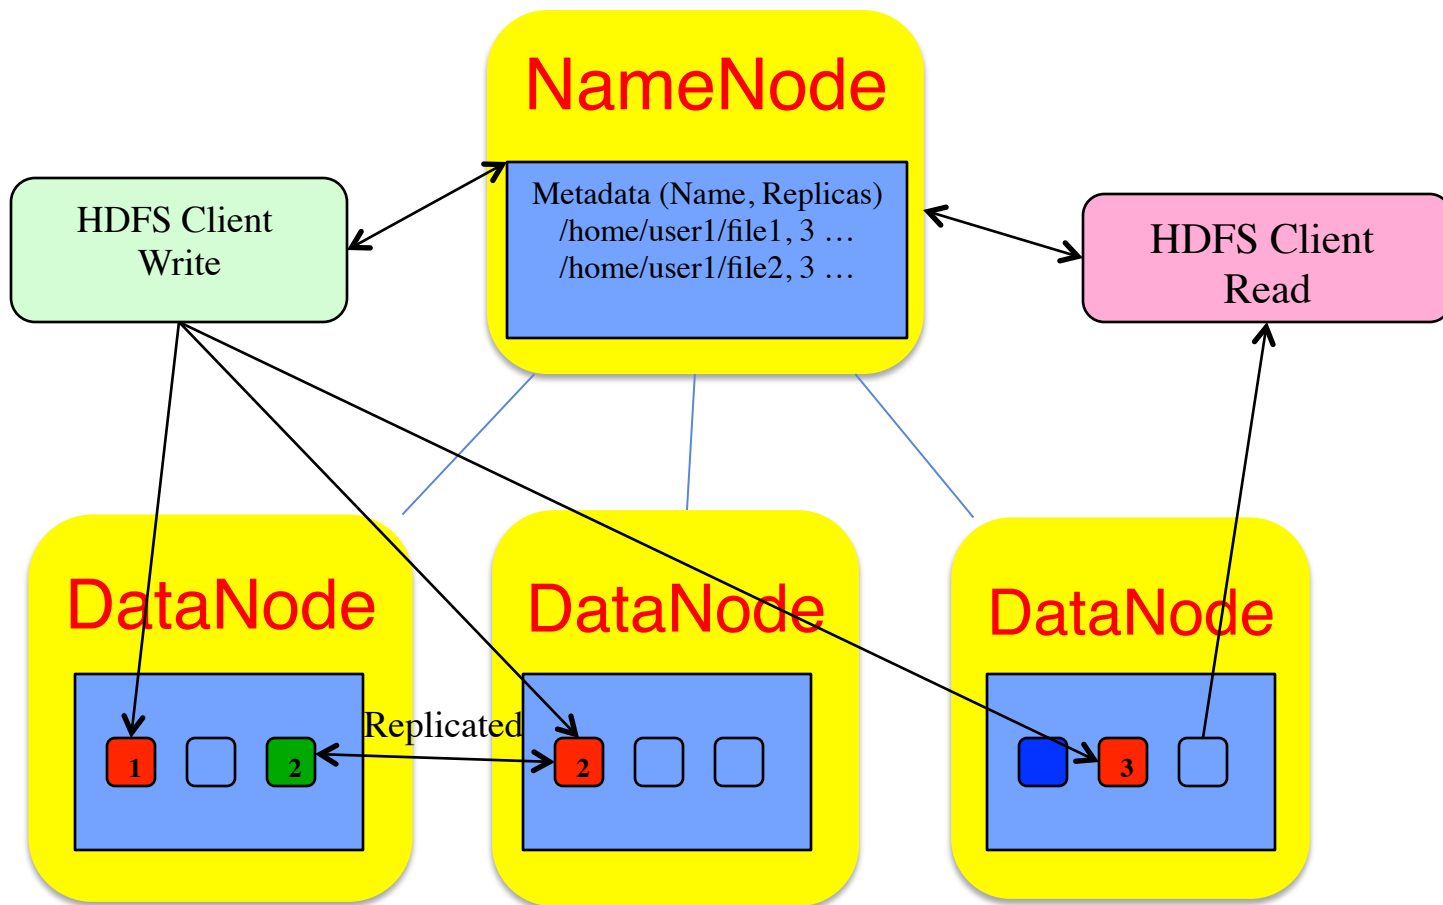 NameNode
Metadata (Name, Replicas)
/home/user1/file1, 3 …
/home/user1/file2, 3 …
HDFS Client
Write
HDFS Client
Read
DataNode
DataNode
DataNode
Replicated
1
2
2
3